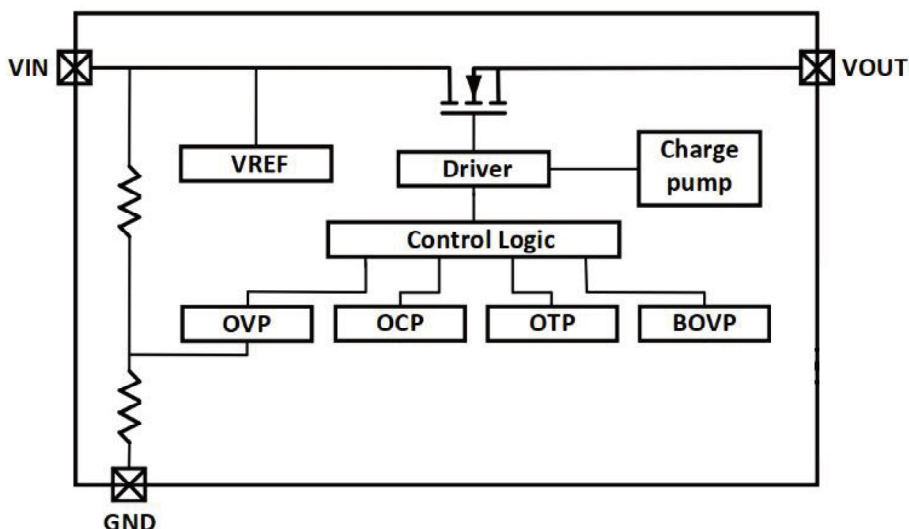 VIN
VOUT
VREF
Driver
Charge
pump
Control Logic
OVP
OCP
OTP
BOVP
GND